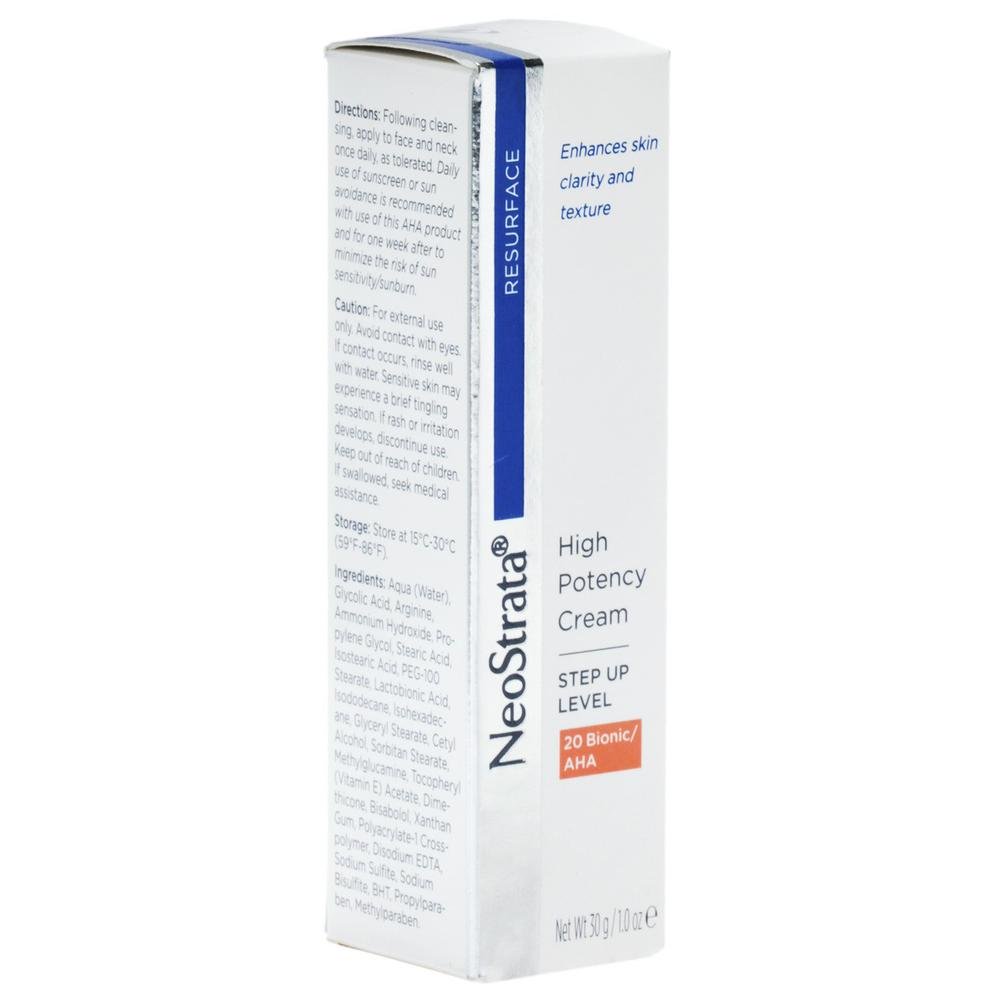 Directions: Following clean-
sing, apply to face and neck
once daily, as tolerated. Daily
use of sunscreen or sun
avoidance is recommended
with use of this AHA product
and for one week after to
minimize the risk of sun
sensitivity/sunburn.
Caution: For external use
only. Avoid contact with eyes.
If contact occurs, rinse well
with water. Sensitive skin may
experience a brief tingling
sensation. If rash or irritation
develops, discontinue use.
Keep out of reach of children.
If swallowed, seek medical
assistance.
Storage: Store at 15°C-30°C
(59°F-86°F).
Ingredients: Aqua (Water),
Glycolic Acid, Arginine,
Ammonium Hydroxide, Pro-
pylene Glycol, Stearic Acid,
Isostearic Acid, PEG-100
Stearate, Lactobionic Acid,
Isododecane, Isohexadec-
ane, Glyceryl Stearate, Cetyl
Alcohol, Sorbitan Stearate,
Methylglucamine, Tocopheryl
(Vitamin E) Acetate, Dime-
thicone, Bisabolol, Xanthan
Gum, Polyacrylate-1 Cross-
polymer, Disodium EDTA,
Sodium Sulfite, Sodium
Bisulfite, BHT, Propylpara-
ben, Methylparaben.
RESURFACE
NeoStrata®
Enhances skin
clarity and
texture
High
Potency
Cream
STEP UP
LEVEL
20 Bionic/
AHA
Net Wt 30 g / 1.0 oz ℮